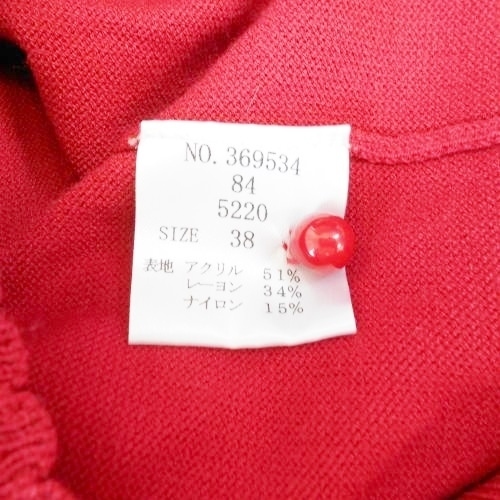 NO. 369534
84
5220
SIZE 38
表地 アクリル 51%
レーヨン 34%
ナイロン 15%